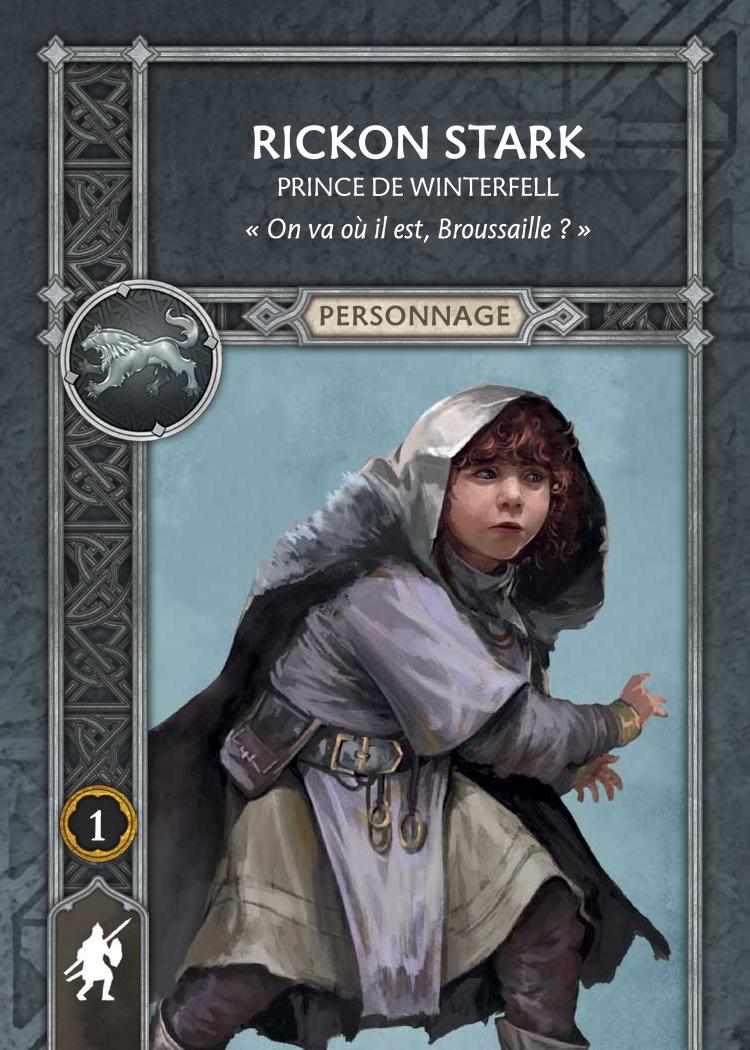 RICKON STARK
PRINCE DE WINTERFELL
« On va où il est, Broussaille ? »
PERSONNAGE
1